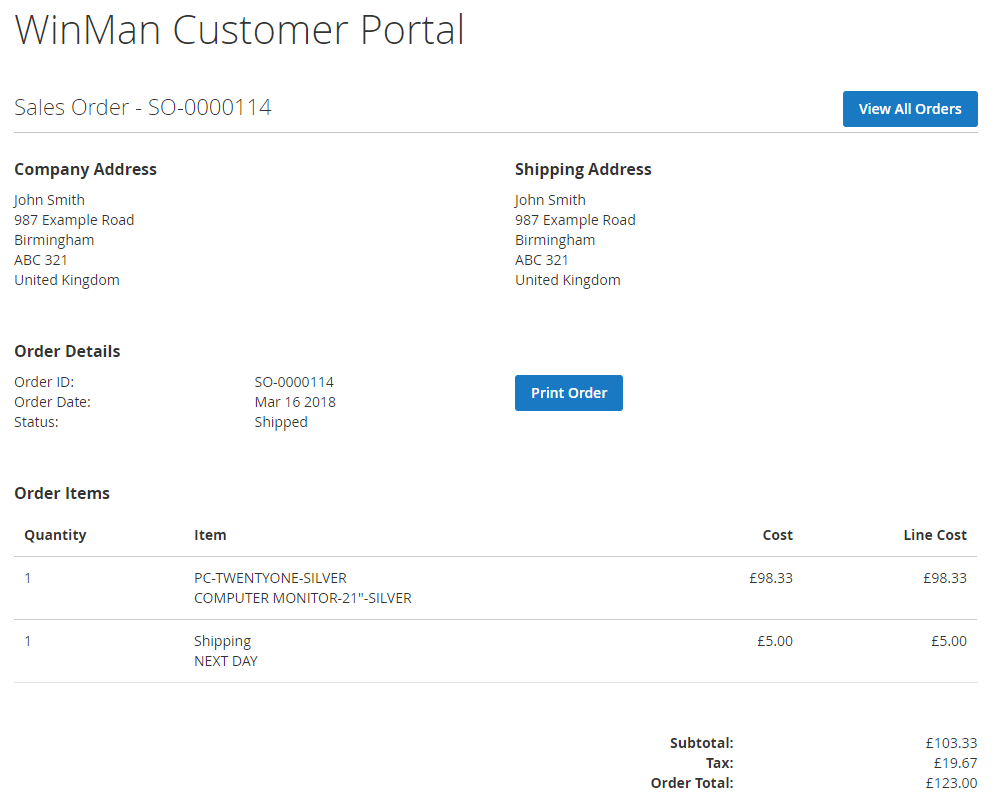 WinMan Customer Portal
Sales Order - SO-0000114
View All Orders
Company Address
John Smith
987 Example Road
Birmingham
ABC 321
United Kingdom
Shipping Address
John Smith
987 Example Road
Birmingham
ABC 321
United Kingdom
Order Details
Order ID: SO-0000114
Order Date: Mar 16 2018
Status: Shipped
Print Order
Order Items
Quantity Item Cost Line Cost
1 PC-TWENTYONE-SILVER £98.33 £98.33
COMPUTER MONITOR-21"-SILVER
1 Shipping £5.00 £5.00
NEXT DAY
Subtotal: £103.33
Tax: £19.67
Order Total: £123.00